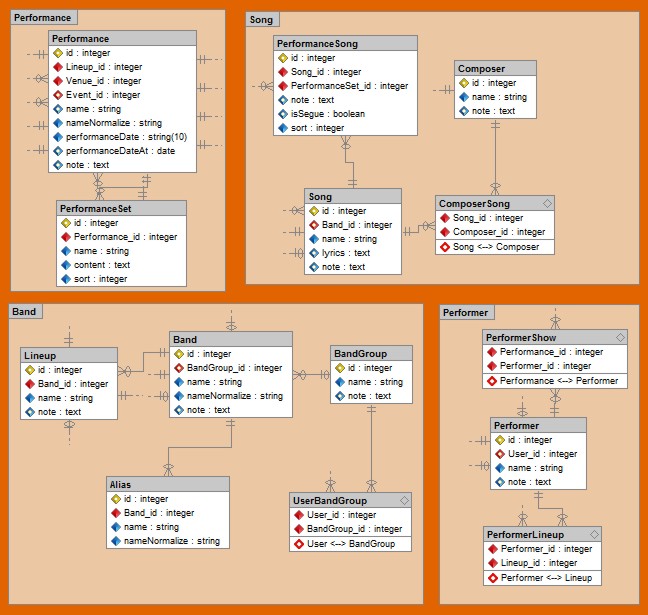 Performance
Performance
id : integer
Lineup_id : integer
Venue_id : integer
Event_id : integer
name : string
nameNormalize : string
performanceDate : string(10)
performanceDateAt : date
note : text
PerformanceSet
id : integer
Performance_id : integer
name : string
content : text
sort : integer
Song
PerformanceSong
id : integer
Song_id : integer
PerformanceSet_id : integer
note : text
isSegue : boolean
sort : integer
Composer
id : integer
name : string
note : text
Song
id : integer
Band_id : integer
name : string
lyrics : text
note : text
ComposerSong
Song_id : integer
Composer_id : integer
Song <--> Composer
Band
Lineup
id : integer
Band_id : integer
name : string
note : text
Band
id : integer
BandGroup_id : integer
name : string
nameNormalize : string
note : text
BandGroup
id : integer
name : string
note : text
Alias
id : integer
Band_id : integer
name : string
nameNormalize : string
UserBandGroup
User_id : integer
BandGroup_id : integer
User <--> BandGroup
Performer
PerformerShow
Performance_id : integer
Performer_id : integer
Performance <--> Performer
Performer
id : integer
User_id : integer
name : string
note : text
PerformerLineup
Performer_id : integer
Lineup_id : integer
Performer <--> Lineup